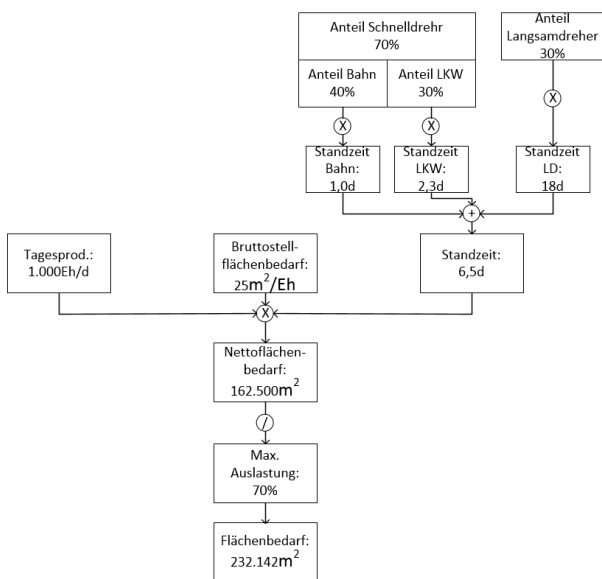 Anteil Schnelldrehr
70%
Anteil
Langsamdreher
30%
Anteil Bahn
40%
Anteil LKW
30%
X
X
X
Standzeit
Bahn:
1,0d
Standzeit
LKW:
2,3d
Standzeit
LD:
18d
+
Tagesprod.:
1.000Eh/d
Bruttostell-
flächenbedarf:
25m²/Eh
Standzeit:
6,5d
X
Nettoflächen-
bedarf:
162.500m²
/
Max.
Auslastung:
70%
Flächenbedarf:
232.142m²